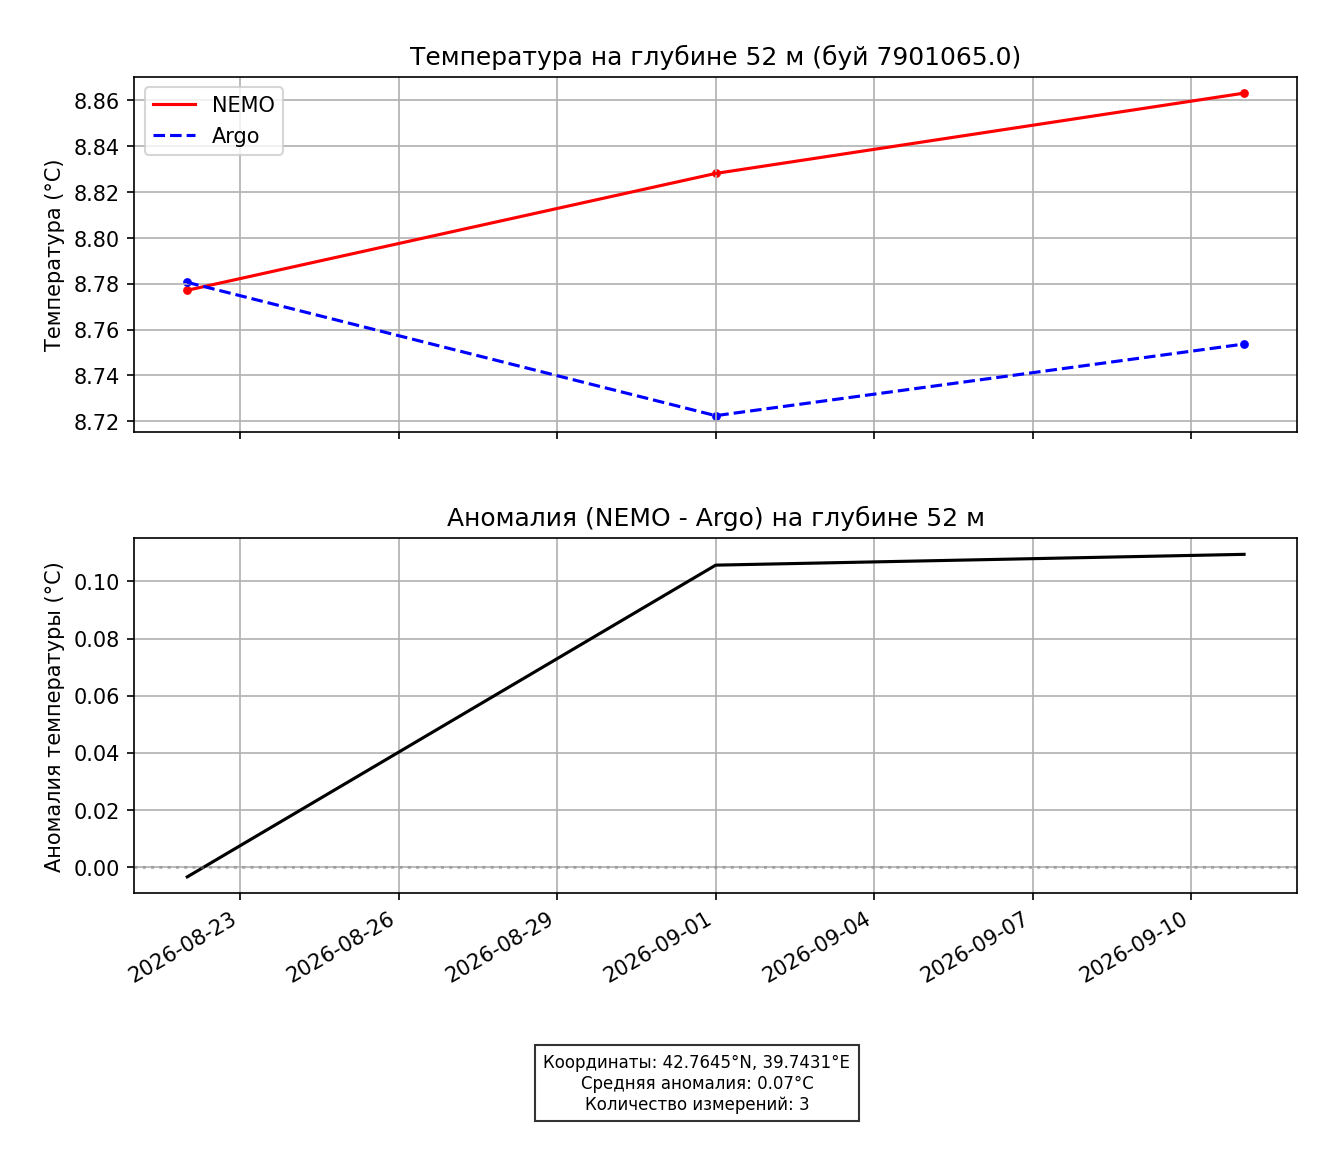 Температура на глубине 52 м (буй 7901065.0)
NEMO
Argo
Температура (°C)
8.86
8.84
8.82
8.80
8.78
8.76
8.74
8.72
Аномалия (NEMO - Argo) на глубине 52 м
Аномалия температуры (°C)
0.10
0.08
0.06
0.04
0.02
0.00
2026-08-23
2026-08-26
2026-08-29
2026-09-01
2026-09-04
2026-09-07
2026-09-10
Координаты: 42.7645°N, 39.7431°E
Средняя аномалия: 0.07°C
Количество измерений: 3